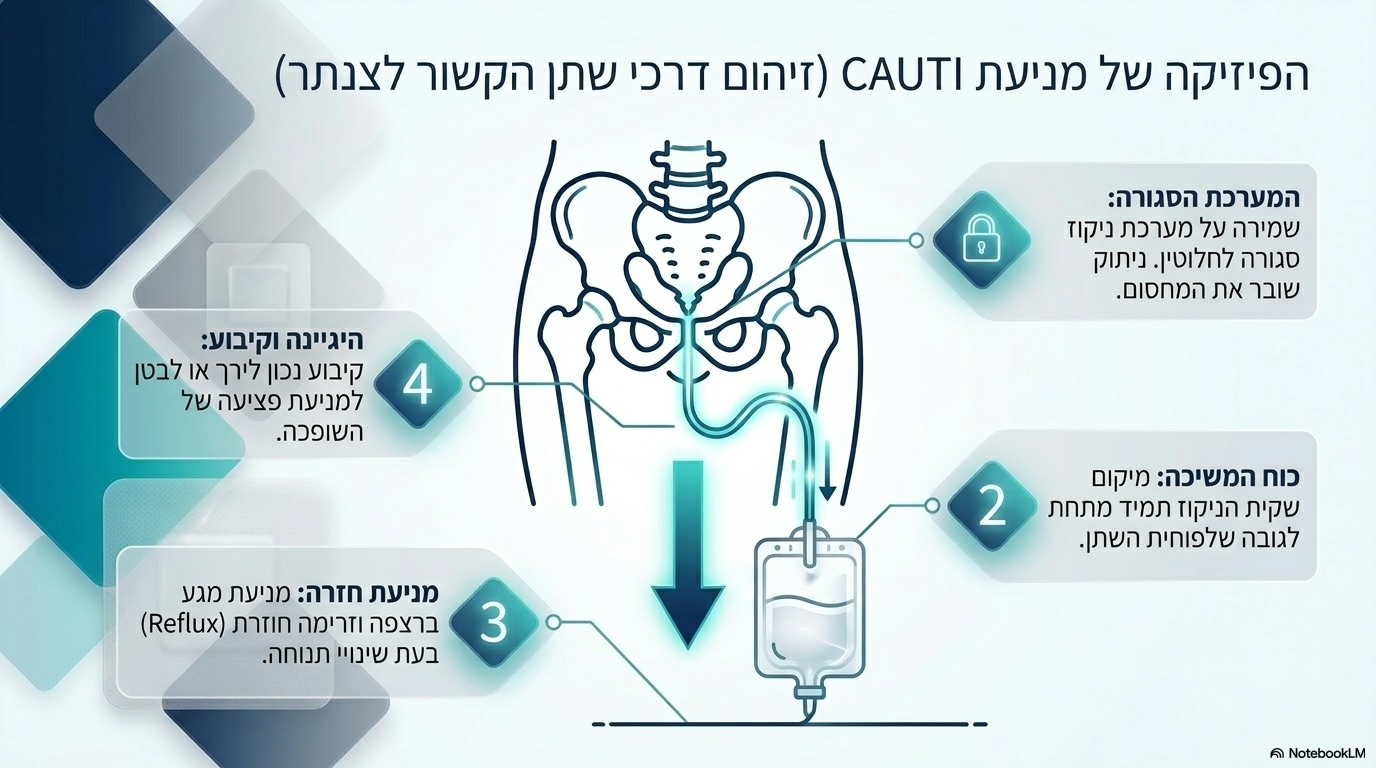 הפיזיקה של מניעת CAUTI (זיהום דרכי שתן הקשור לצנתר)
המערכת הסגורה:
שמירה על מערכת ניקוז
סגורה לחלוטין. ניתוק
שובר את המחסום.
2
כוח המשיכה: מיקום
שקית הניקוז תמיד מתחת
לגובה שלפוחית השתן.
3
מניעת חזרה: מניעת מגע
ברצפה וזרימה חוזרת (Reflux)
בעת שינויי תנוחה.
4
היגיינה וקיבוע:
קיבוע נכון לירך או לבטן
למניעת פציעה של
השופכה.
NotebookLM